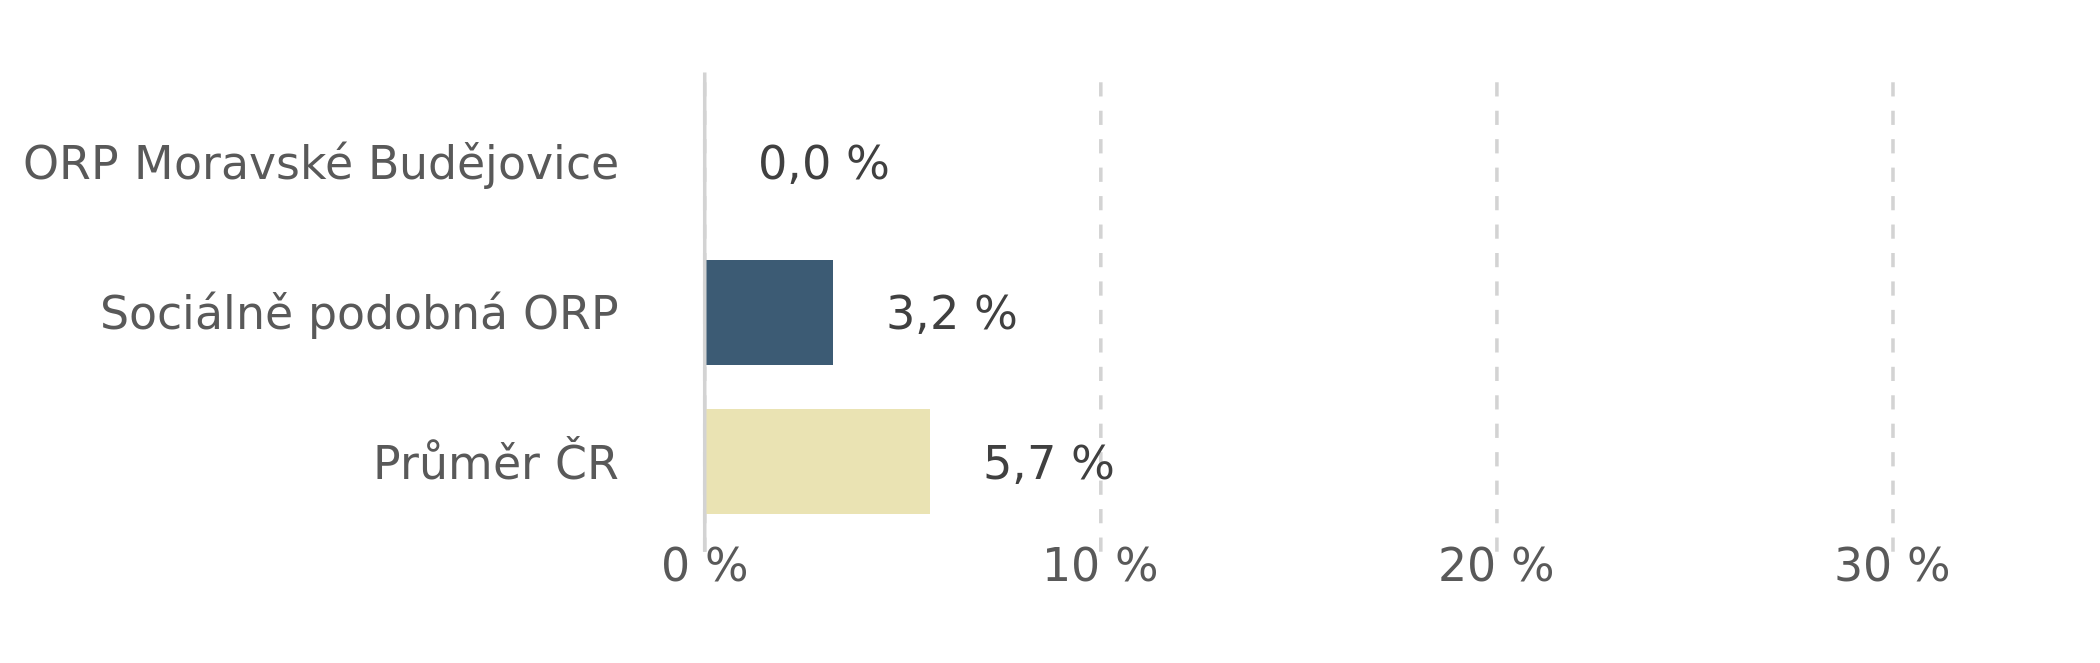 ORP Moravské Budějovice 0,0 %
Sociálně podobná ORP 3,2 %
Průměr ČR 5,7 %
0 % 10 % 20 % 30 %